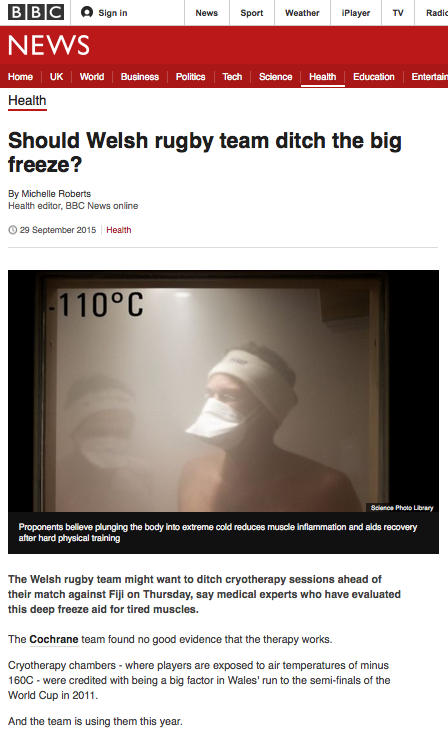 BBC Sign in News Sport Weather iPlayer TV Radio
NEWS
Home UK World Business Politics Tech Science Health Education Entertain
Health
Should Welsh rugby team ditch the big
freeze?
By Michelle Roberts
Health editor, BBC News online
29 September 2015 Health
-110°C
Science Photo Library
Proponents believe plunging the body into extreme cold reduces muscle inflammation and aids recovery
after hard physical training
The Welsh rugby team might want to ditch cryotherapy sessions ahead of
their match against Fiji on Thursday, say medical experts who have evaluated
this deep freeze aid for tired muscles.
The Cochrane team found no good evidence that the therapy works.
Cryotherapy chambers - where players are exposed to air temperatures of minus
160C - were credited with being a big factor in Wales' run to the semi-finals of the
World Cup in 2011.
And the team is using them this year.